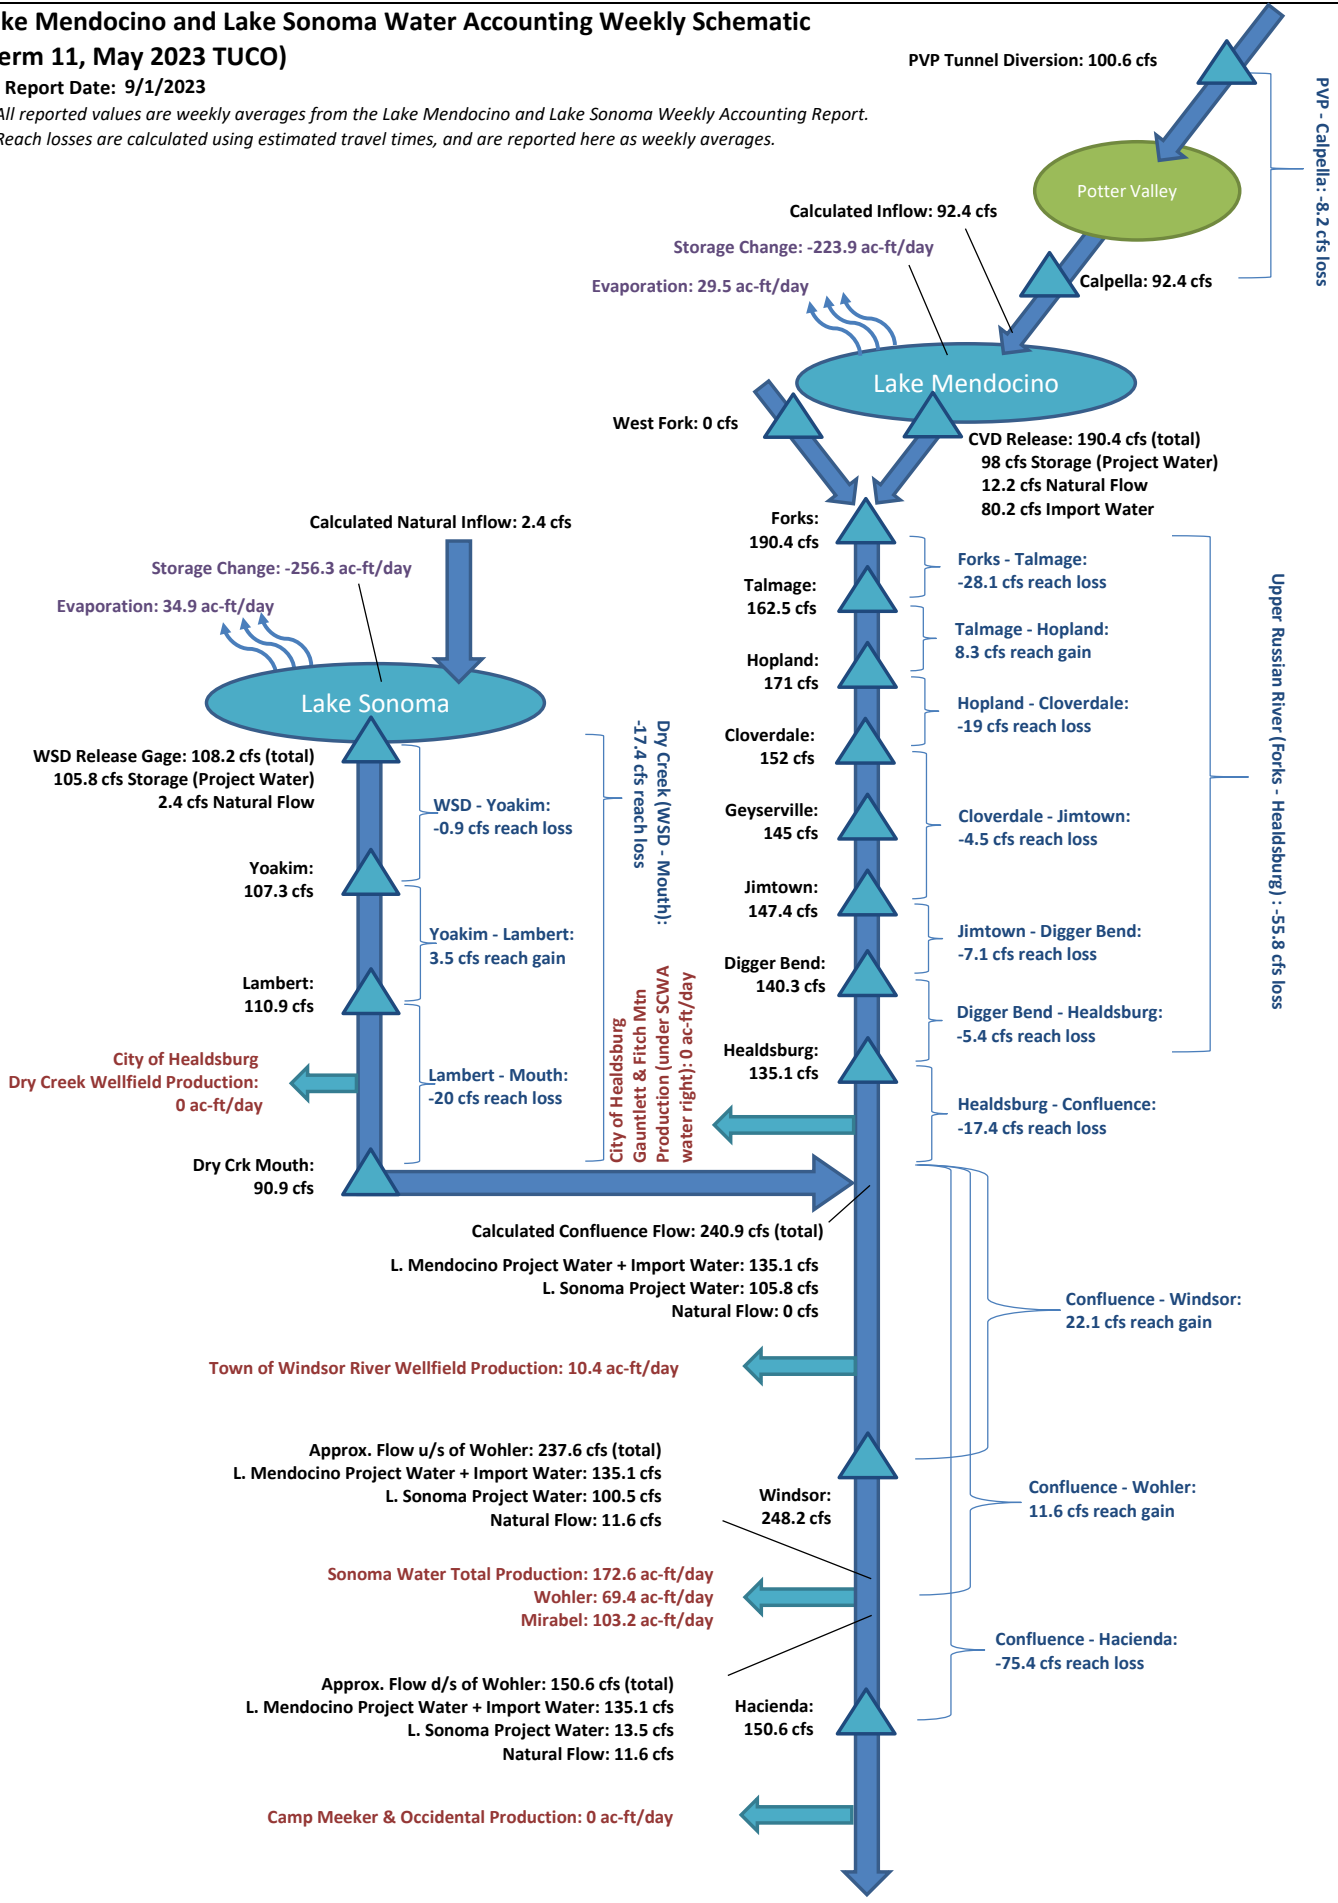 ke Mendocino and Lake Sonoma Water Accounting Weekly Schematic
erm 11, May 2023 TUCO)
Report Date: 9/1/2023
All reported values are weekly averages from the Lake Mendocino and Lake Sonoma Weekly Accounting Report.
Reach losses are calculated using estimated travel times, and are reported here as weekly averages.
PVP Tunnel Diversion: 100.6 cfs
PVP - Calpella: -8.2 cfs loss
Potter Valley
Calculated Inflow: 92.4 cfs
Storage Change: -223.9 ac-ft/day
Evaporation: 29.5 ac-ft/day
Calpella: 92.4 cfs
Lake Mendocino
West Fork: 0 cfs
CVD Release: 190.4 cfs (total)
98 cfs Storage (Project Water)
12.2 cfs Natural Flow
80.2 cfs Import Water
Forks:
190.4 cfs
Forks - Talmage:
-28.1 cfs reach loss
Talmage:
162.5 cfs
Talmage - Hopland:
8.3 cfs reach gain
Hopland:
171 cfs
Hopland - Cloverdale:
-19 cfs reach loss
Cloverdale:
152 cfs
Geyserville:
145 cfs
Cloverdale - Jimtown:
-4.5 cfs reach loss
Jimtown:
147.4 cfs
Jimtown - Digger Bend:
-7.1 cfs reach loss
Digger Bend:
140.3 cfs
Digger Bend - Healdsburg:
-5.4 cfs reach loss
Healdsburg:
135.1 cfs
Healdsburg - Confluence:
-17.4 cfs reach loss
Upper Russian River (Forks - Healdsburg) : -55.8 cfs loss
Calculated Natural Inflow: 2.4 cfs
Storage Change: -256.3 ac-ft/day
Evaporation: 34.9 ac-ft/day
Lake Sonoma
WSD Release Gage: 108.2 cfs (total)
105.8 cfs Storage (Project Water)
2.4 cfs Natural Flow
WSD - Yoakim:
-0.9 cfs reach loss
Yoakim:
107.3 cfs
Yoakim - Lambert:
3.5 cfs reach gain
Lambert:
110.9 cfs
City of Healdsburg
Dry Creek Wellfield Production:
0 ac-ft/day
Lambert - Mouth:
-20 cfs reach loss
Dry Creek (WSD - Mouth):
-17.4 cfs reach loss
City of Healdsburg
Gauntlett & Fitch Mtn
Production (under SCWA
water right): 0 ac-ft/day
Dry Crk Mouth:
90.9 cfs
Calculated Confluence Flow: 240.9 cfs (total)
L. Mendocino Project Water + Import Water: 135.1 cfs
L. Sonoma Project Water: 105.8 cfs
Natural Flow: 0 cfs
Confluence - Windsor:
22.1 cfs reach gain
Town of Windsor River Wellfield Production: 10.4 ac-ft/day
Approx. Flow u/s of Wohler: 237.6 cfs (total)
L. Mendocino Project Water + Import Water: 135.1 cfs
L. Sonoma Project Water: 100.5 cfs
Natural Flow: 11.6 cfs
Windsor:
248.2 cfs
Confluence - Wohler:
11.6 cfs reach gain
Sonoma Water Total Production: 172.6 ac-ft/day
Wohler: 69.4 ac-ft/day
Mirabel: 103.2 ac-ft/day
Confluence - Hacienda:
-75.4 cfs reach loss
Approx. Flow d/s of Wohler: 150.6 cfs (total)
L. Mendocino Project Water + Import Water: 135.1 cfs
L. Sonoma Project Water: 13.5 cfs
Natural Flow: 11.6 cfs
Hacienda:
150.6 cfs
Camp Meeker & Occidental Production: 0 ac-ft/day